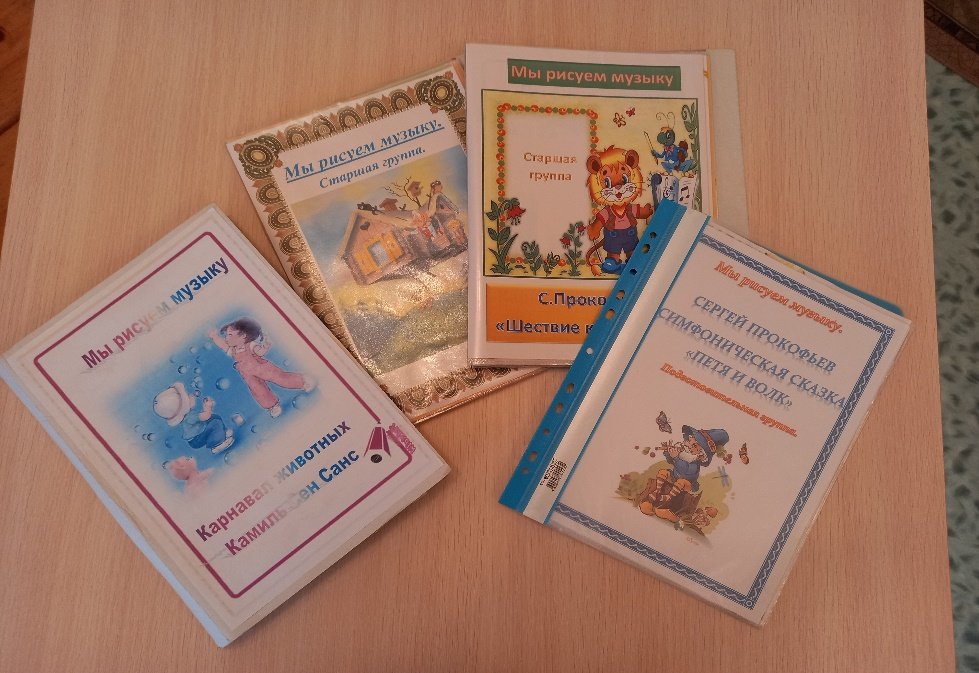 Мы рисуем музыку
Карнавал животных
Камиль Сен Санс
Мы рисуем музыку.
Старшая группа.
Мы рисуем музыку
Старшая
группа
С.Проко
«Шествие к
Мы рисуем музыку.
СЕРГЕЙ ПРОКОФЬЕВ
СИМФОНИЧЕСКАЯ СКАЗКА
«ПЕТЯ И ВОЛК»
Подготовительная группа.